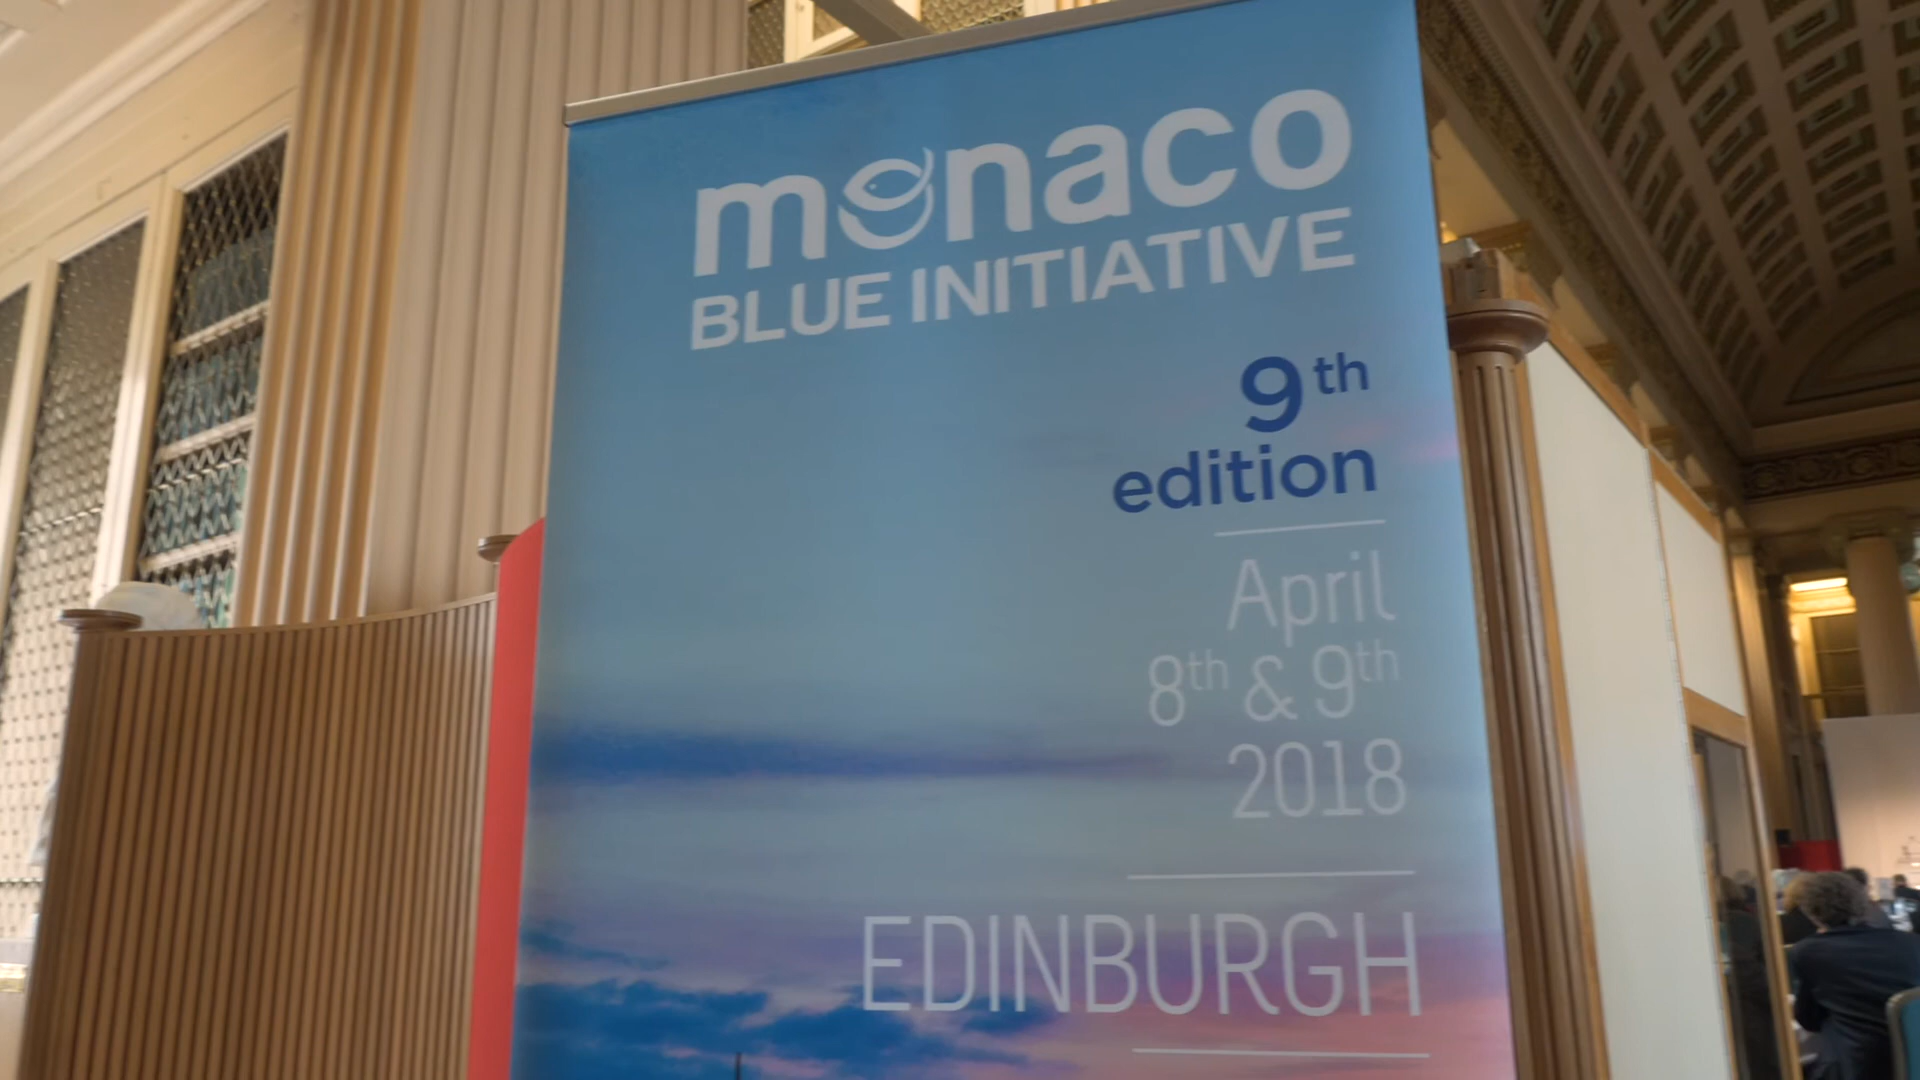 monaco
BLUE INITIATIVE
9th
edition
April
8th & 9th
2018
EDINBURGH